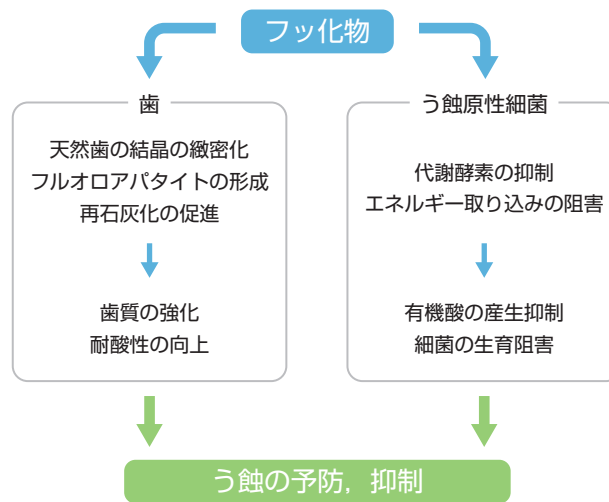 フッ化物
歯
天然歯の結晶の緻密化
フルオロアパタイトの形成
再石灰化の促進
歯質の強化
耐酸性の向上
う蝕原性細菌
代謝酵素の抑制
エネルギー取り込みの阻害
有機酸の産生抑制
細菌の生育阻害
う蝕の予防，抑制